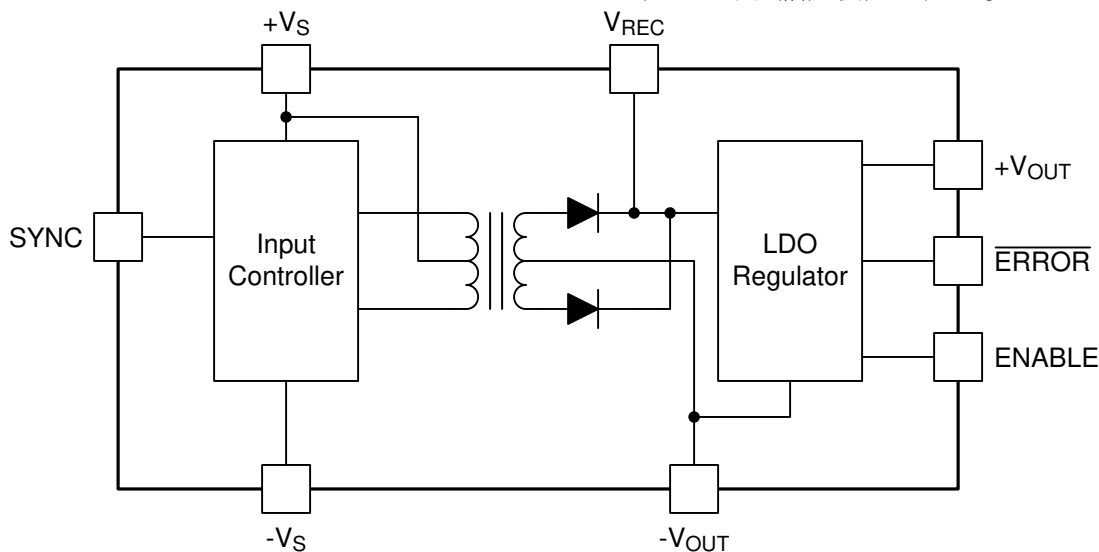 +VS
VREC
SYNC
Input
Controller
LDO
Regulator
+VOUT
ERROR
ENABLE
-VS
-VOUT